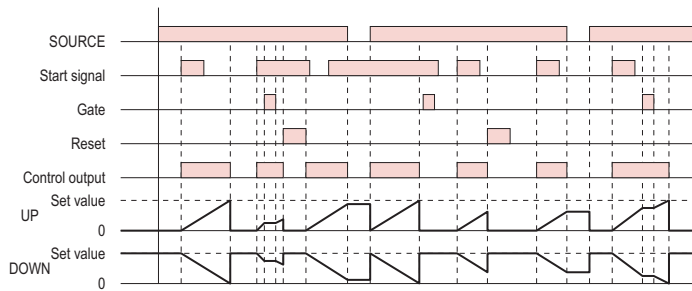 SOURCE
Start signal
Gate
Reset
Control output
Set value
UP
0
Set value
DOWN
0